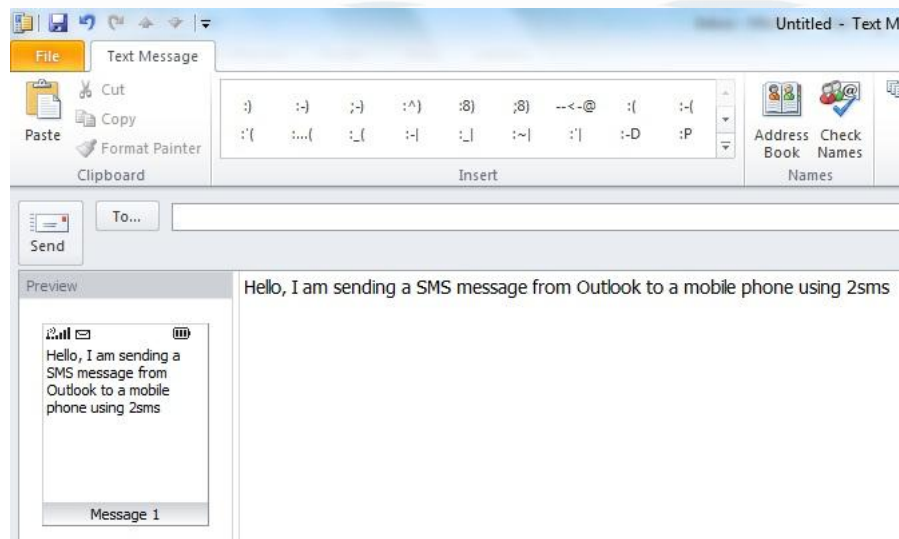 Untitled - Text M
File Text Message
Cut
Copy
Format Painter
Paste
Clipboard
:) :-) ;-) :^) :8) ;8) --<-@ :( :-(
:'( :...( :_( :-| :_| :~| :'| :-D :P
Insert
Address Book
Check Names
Names
Send
To...
Preview
Hello, I am sending a SMS message from Outlook to a mobile phone using 2sms
Hello, I am sending a
SMS message from
Outlook to a mobile
phone using 2sms
Message 1